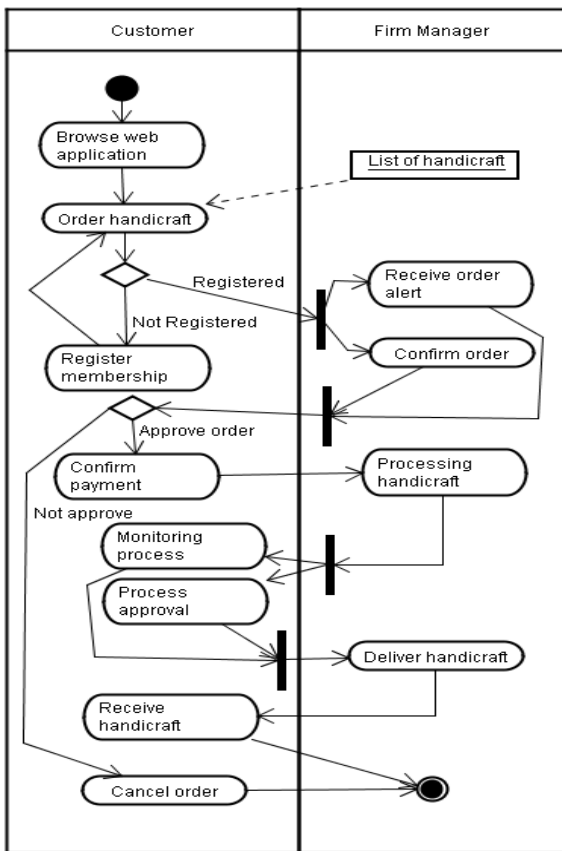 Customer
Firm Manager
Browse web
application
List of handicraft
Order handicraft
Registered
Receive order
alert
Not Registered
Confirm order
Register
membership
Approve order
Confirm
payment
Processing
handicraft
Not approve
Monitoring
process
Process
approval
Deliver handicraft
Receive
handicraft
Cancel order